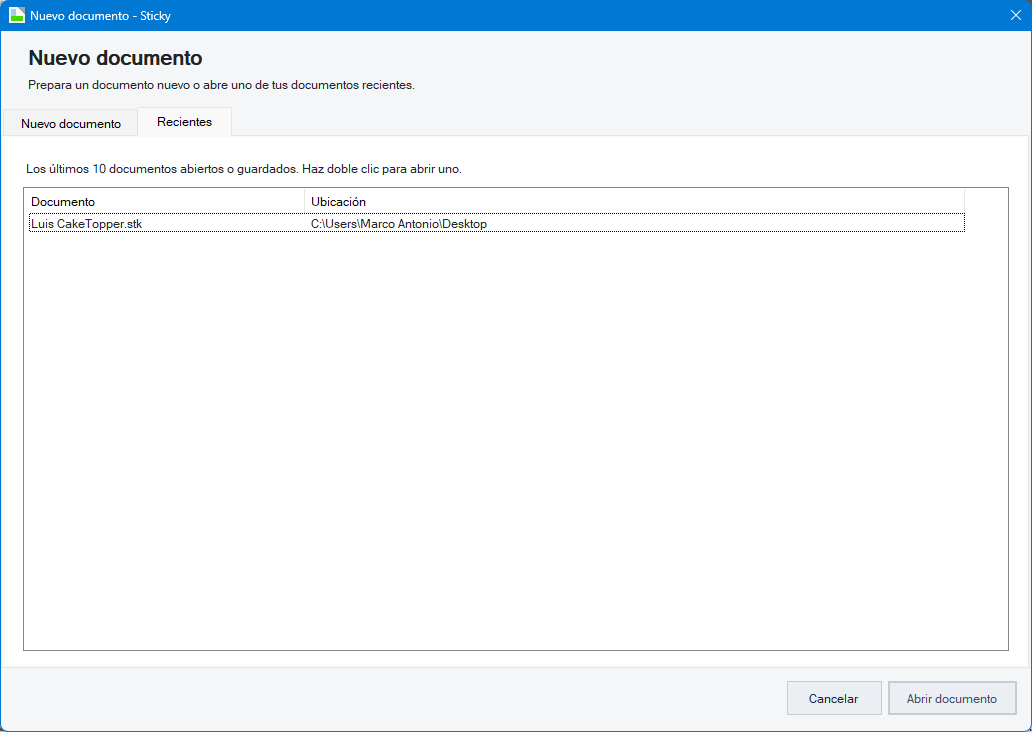 Nuevo documento - Sticky
Nuevo documento
Prepara un documento nuevo o abre uno de tus documentos recientes.
Nuevo documento Recientes
Los últimos 10 documentos abiertos o guardados. Haz doble clic para abrir uno.
Documento Ubicación
Luis CakeTopper.stk C:\Users\Marco Antonio\Desktop
Cancelar Abrir documento